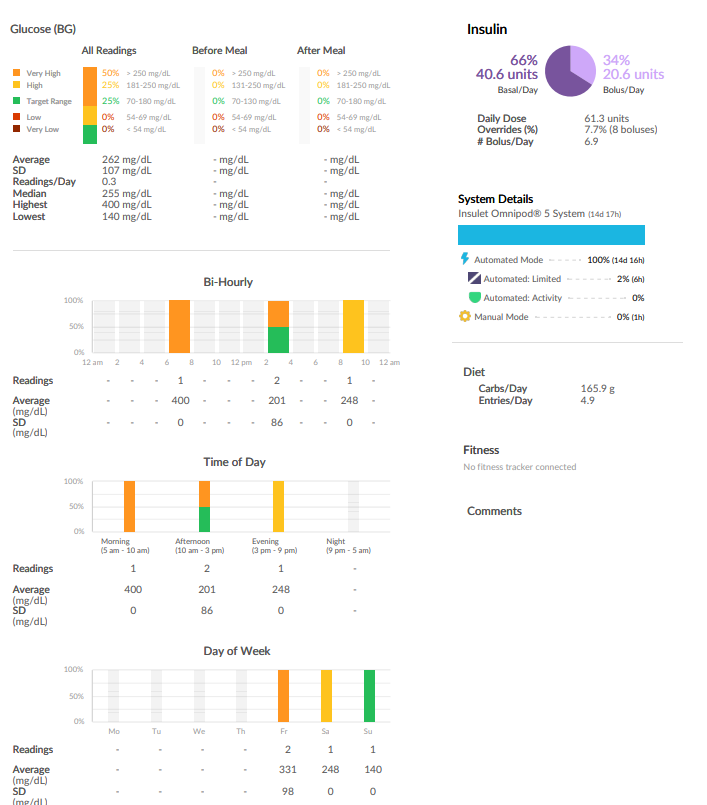 Glucose (BG)
All Readings Before Meal After Meal
Very High 50% > 250 mg/dL 0% > 250 mg/dL 0% > 250 mg/dL
High 25% 181-250 mg/dL 0% 131-250 mg/dL 0% 181-250 mg/dL
Target Range 25% 70-180 mg/dL 0% 70-130 mg/dL 0% 70-180 mg/dL
Low 0% 54-69 mg/dL 0% 54-69 mg/dL 0% 54-69 mg/dL
Very Low 0% < 54 mg/dL 0% < 54 mg/dL 0% < 54 mg/dL
Average 262 mg/dL - mg/dL - mg/dL
SD 107 mg/dL - mg/dL - mg/dL
Readings/Day 0.3 - -
Median 255 mg/dL - mg/dL - mg/dL
Highest 400 mg/dL - mg/dL - mg/dL
Lowest 140 mg/dL - mg/dL - mg/dL
Bi-Hourly
100%
50%
0%
12 am 2 4 6 8 10 12 pm 2 4 6 8 10 12 am
Readings - - - 1 - - - 2 - - 1 -
Average - - - 400 - - - 201 - - 248 -
(mg/dL)
SD - - - 0 - - - 86 - - 0 -
(mg/dL)
Time of Day
100%
50%
0%
Morning Afternoon Evening Night
(5 am - 10 am) (10 am - 3 pm) (3 pm - 9 pm) (9 pm - 5 am)
Readings 1 2 1 -
Average 400 201 248 -
(mg/dL)
SD 0 86 0 -
(mg/dL)
Day of Week
100%
50%
0%
Mo Tu We Th Fr Sa Su
Readings - - - - 2 1 1
Average - - - - 331 248 140
(mg/dL)
SD - - - - 98 0 0
(mg/dL)
Insulin
66% 34%
40.6 units 20.6 units
Basal/Day Bolus/Day
Daily Dose 61.3 units
Overrides (%) 7.7% (8 boluses)
# Bolus/Day 6.9
System Details
Insulet Omnipod® 5 System (14d 17h)
Automated Mode 100% (14d 16h)
Automated: Limited 2% (6h)
Automated: Activity 0%
Manual Mode 0% (1h)
Diet
Carbs/Day 165.9 g
Entries/Day 4.9
Fitness
No fitness tracker connected
Comments